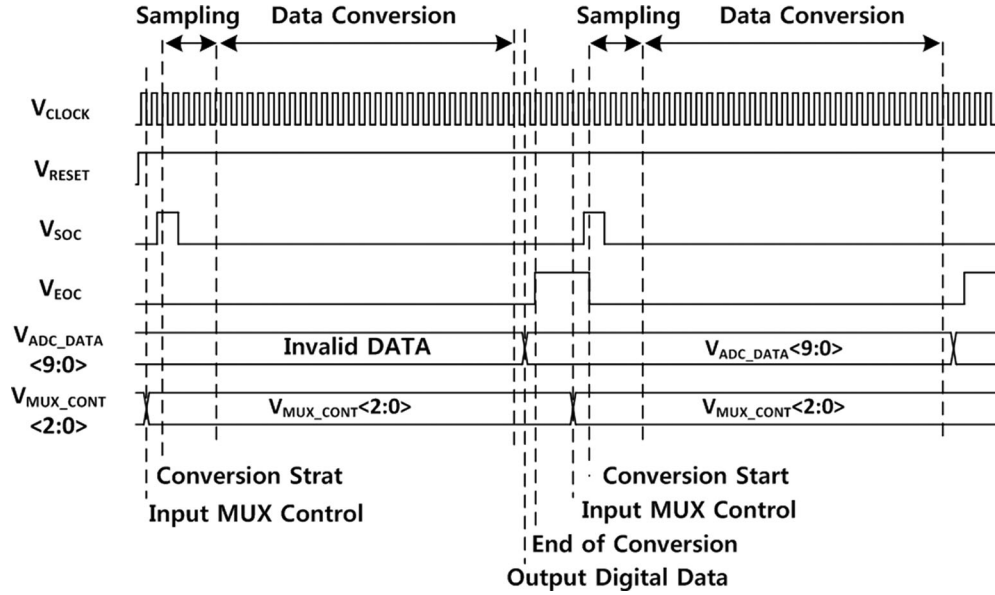 Sampling Data Conversion Sampling Data Conversion
VCLOCK
VRESET
VSOC
VEOC
VADC_DATA
<9:0> Invalid DATA VADC_DATA<9:0>
VMUX_CONT
<2:0> VMUX_CONT<2:0> VMUX_CONT<2:0>
Conversion Strat Conversion Start
Input MUX Control Input MUX Control
End of Conversion
Output Digital Data